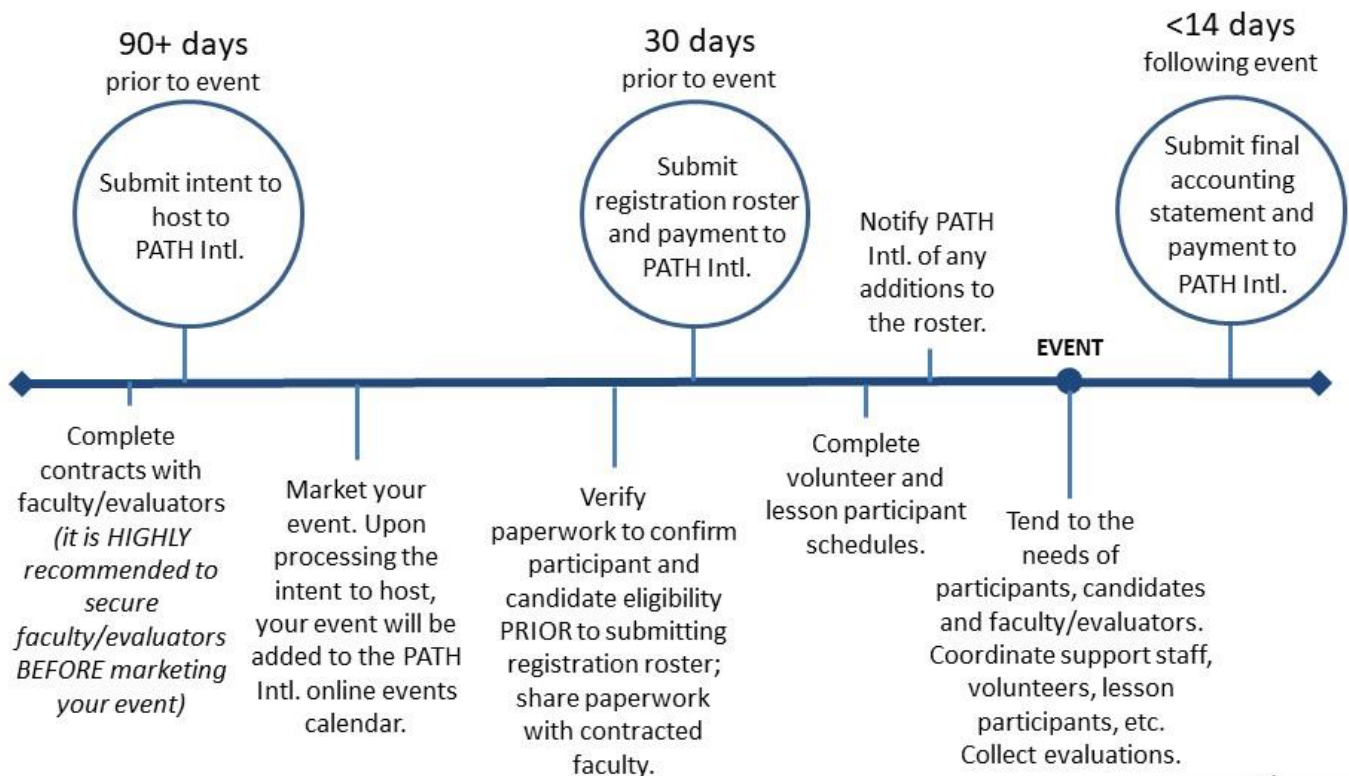 90+ days
prior to event
Submit intent to
host to
PATH Intl.
30 days
prior to event
Submit
registration roster
and payment to
PATH Intl.
Notify PATH
Intl. of any
additions to
the roster.
<14 days
following event
Submit final
accounting
statement and
payment to
PATH Intl.
EVENT
Complete
contracts with
faculty/evaluators
(it is HIGHLY
recommended to
secure
faculty/evaluators
BEFORE marketing
your event)
Market your
event. Upon
processing the
intent to host,
your event will be
added to the PATH
Intl. online events
calendar.
Verify
paperwork to confirm
participant and
candidate eligibility
PRIOR to submitting
registration roster;
share paperwork
with contracted
faculty.
Complete
volunteer and
lesson participant
schedules.
Tend to the
needs of
participants, candidates
and faculty/evaluators.
Coordinate support staff,
volunteers, lesson
participants, etc.
Collect evaluations.